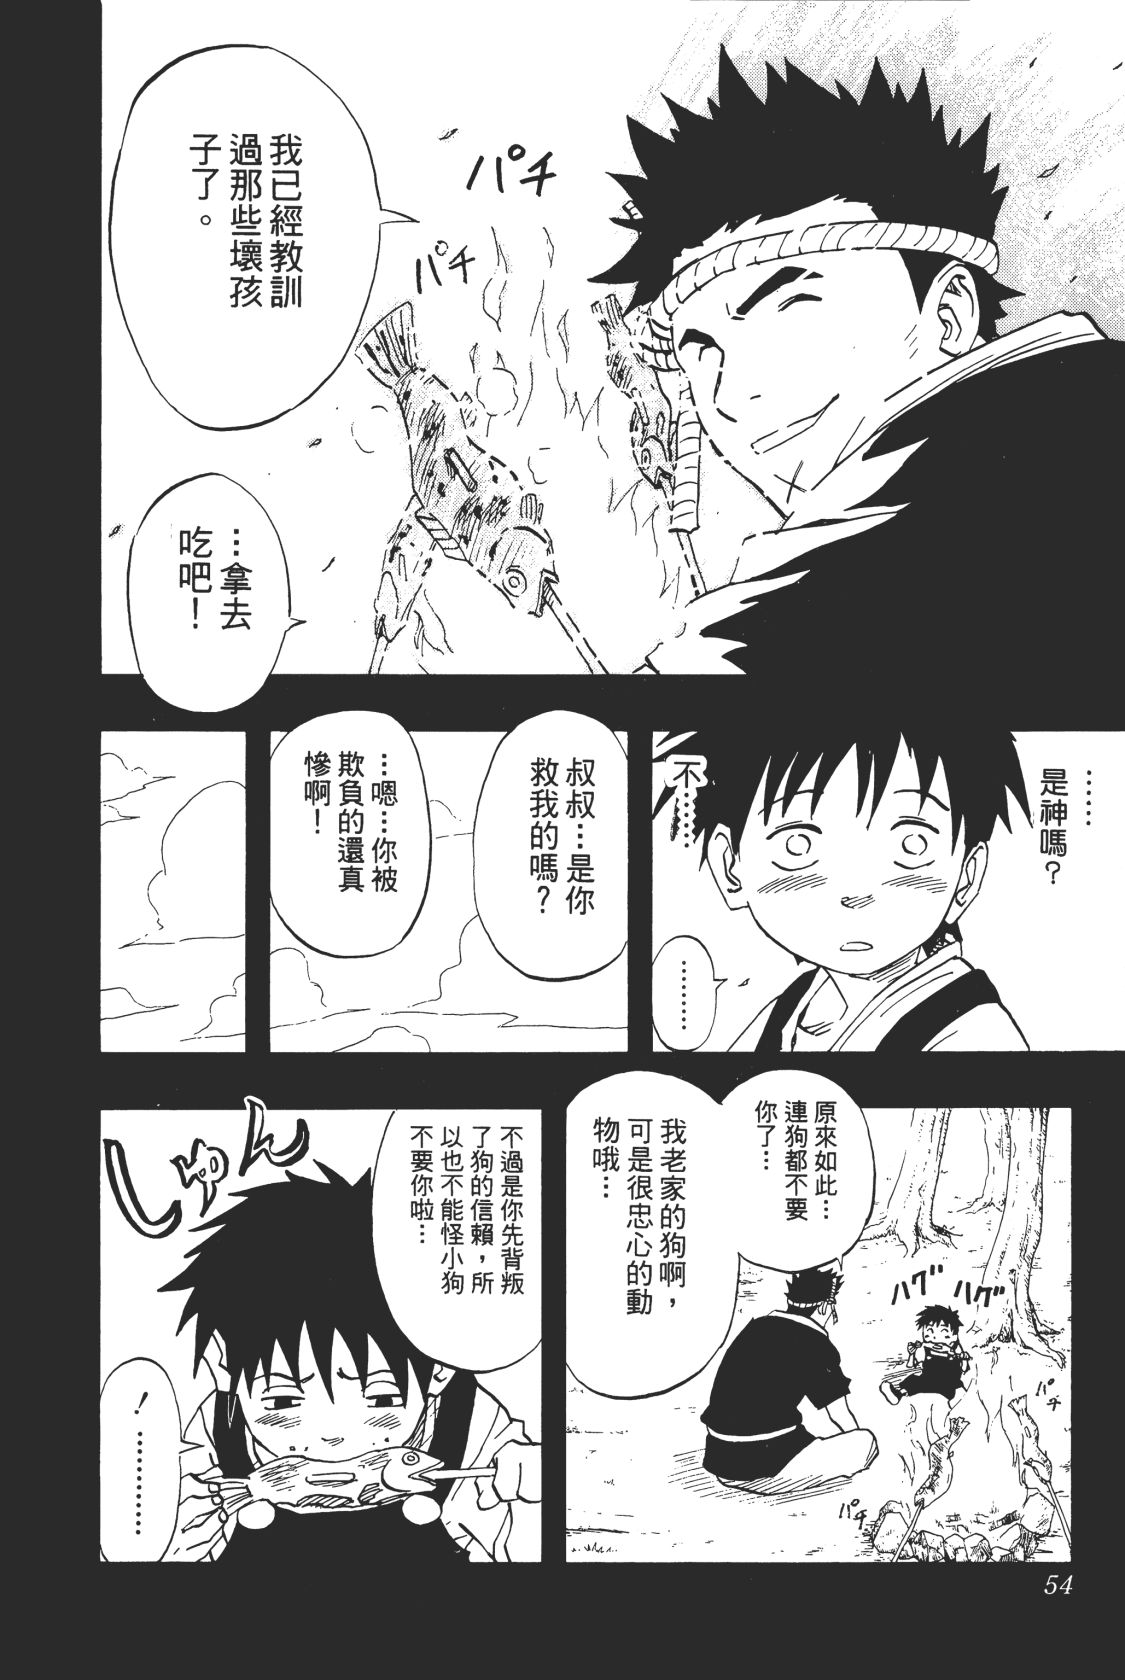 パチ
パチ
我已經教訓
過那些壞孩
子了。
…拿去
吃吧！
……
是神嗎？
不……
………
叔叔…是你
救我的嗎？
…嗯…你被
欺負的還真
慘啊！
原來如此…
連狗都不要
你了…
我老家的狗啊，
可是很忠心的動
物哦…
ハグ
ハグ
パチ
パチ
不過是你先背叛
了狗的信賴，所
以也不能怪小狗
不要你啦…
しゅん
！…………
54